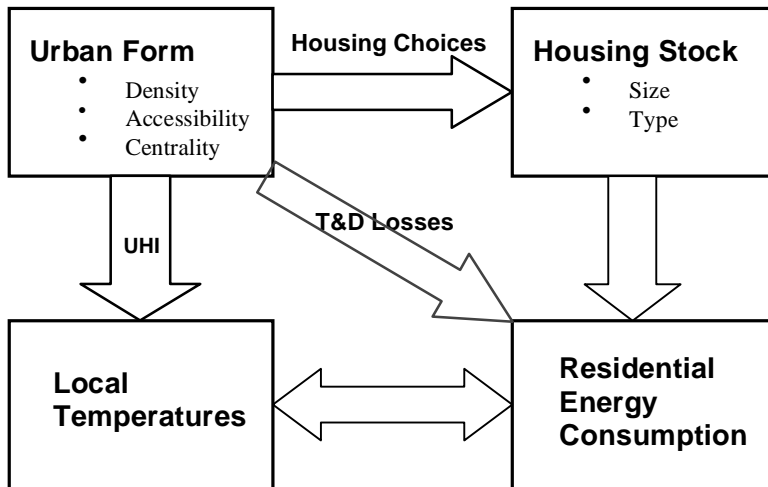 Urban Form
• Density
• Accessibility
• Centrality
Housing Choices
Housing Stock
• Size
• Type
UHI
T&D Losses
Local
Temperatures
Residential
Energy
Consumption